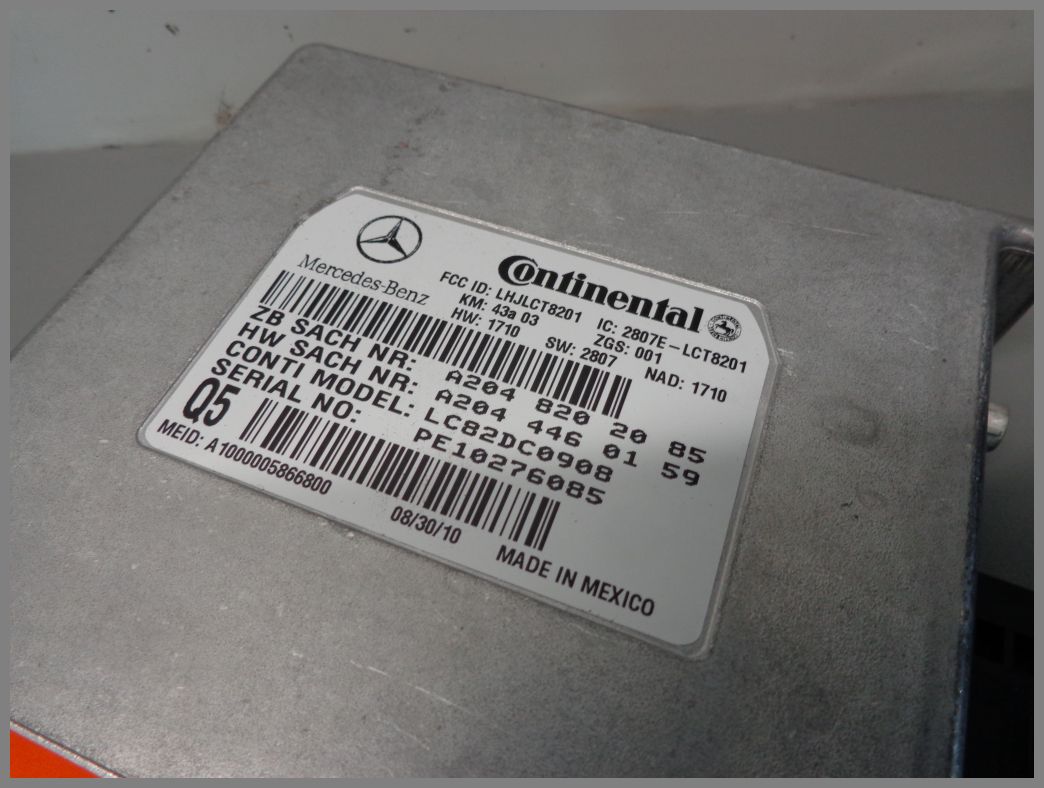 Mercedes-Benz
Continental
FCC ID: LHJLCT8201 IC: 2807E-LCT8201
KM: 43a 03 ZGS: 001
HW: 1710 SW: 2807 NAD: 1710
ZB SACH NR: A204 820 20 85
HW SACH NR: A204 446 01 59
CONTI MODEL: LC82DC0908
SERIAL NO: PE10276085
Q5
MEID: A1000005866800
08/30/10
MADE IN MEXICO